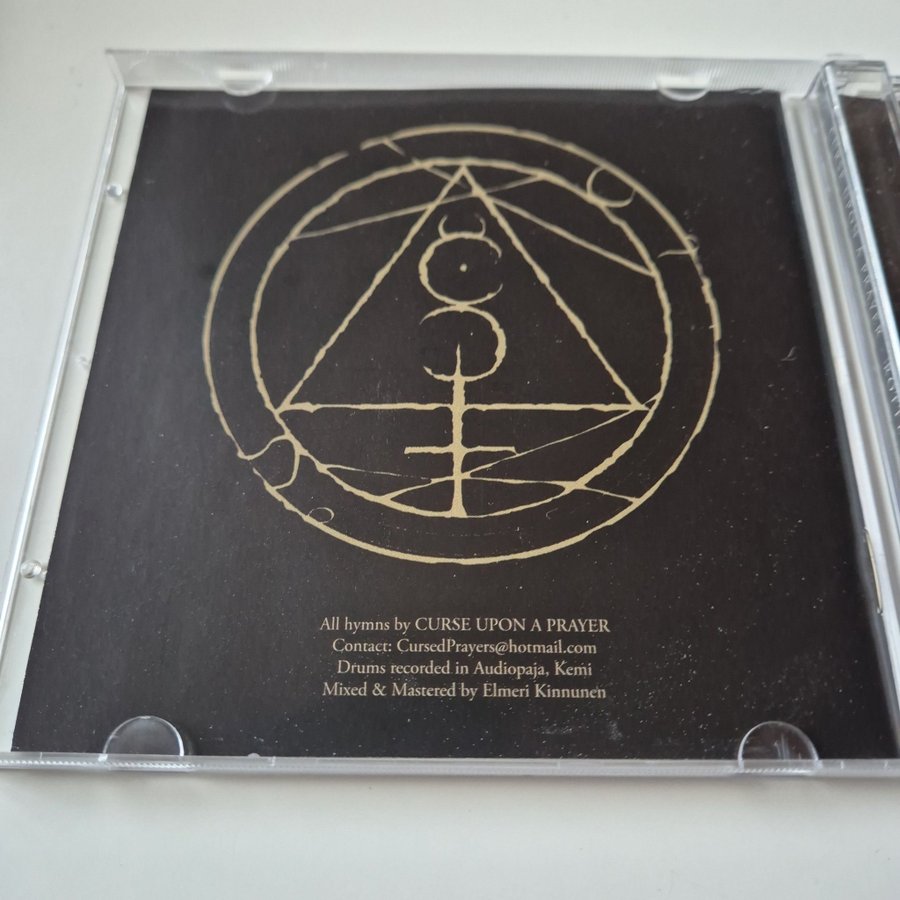 All hymns by CURSE UPON A PRAYER
Contact: CursedPrayers@hotmail.com
Drums recorded in Audiopaja, Kemi
Mixed & Mastered by Elmeri Kinnunen